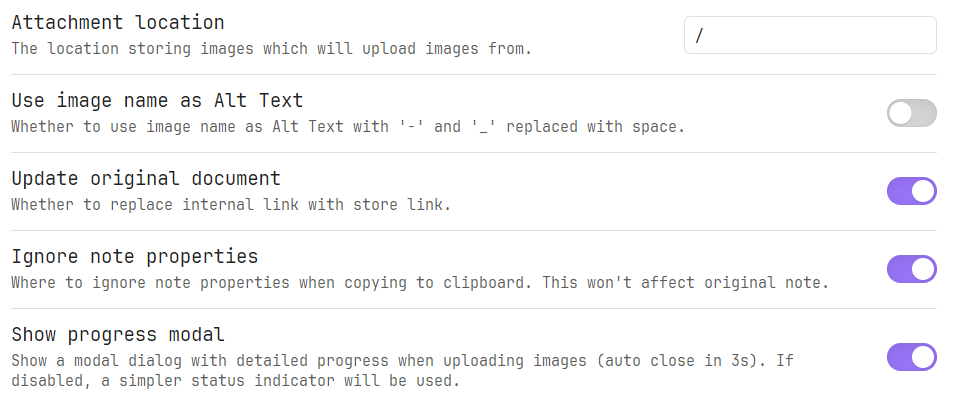 Attachment location
The location storing images which will upload images from.
/
Use image name as Alt Text
Whether to use image name as Alt Text with '-' and '_' replaced with space.
Update original document
Whether to replace internal link with store link.
Ignore note properties
Where to ignore note properties when copying to clipboard. This won't affect original note.
Show progress modal
Show a modal dialog with detailed progress when uploading images (auto close in 3s). If
disabled, a simpler status indicator will be used.